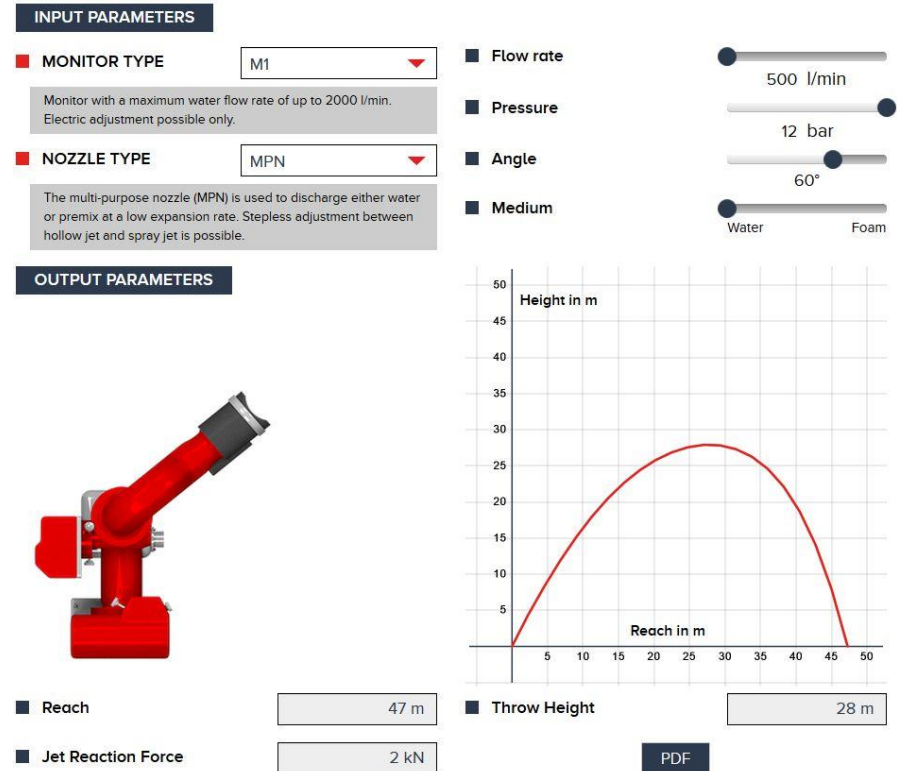 INPUT PARAMETERS
MONITOR TYPE
M1
Monitor with a maximum water flow rate of up to 2000 l/min.
Electric adjustment possible only.
NOZZLE TYPE
MPN
The multi-purpose nozzle (MPN) is used to discharge either water
or premix at a low expansion rate. Stepless adjustment between
hollow jet and spray jet is possible.
Flow rate
500 l/min
Pressure
12 bar
Angle
60°
Medium
Water Foam
OUTPUT PARAMETERS
Height in m
50
45
40
35
30
25
20
15
10
5
Reach in m
5 10 15 20 25 30 35 40 45 50
Reach
47 m
Throw Height
28 m
Jet Reaction Force
2 kN
PDF